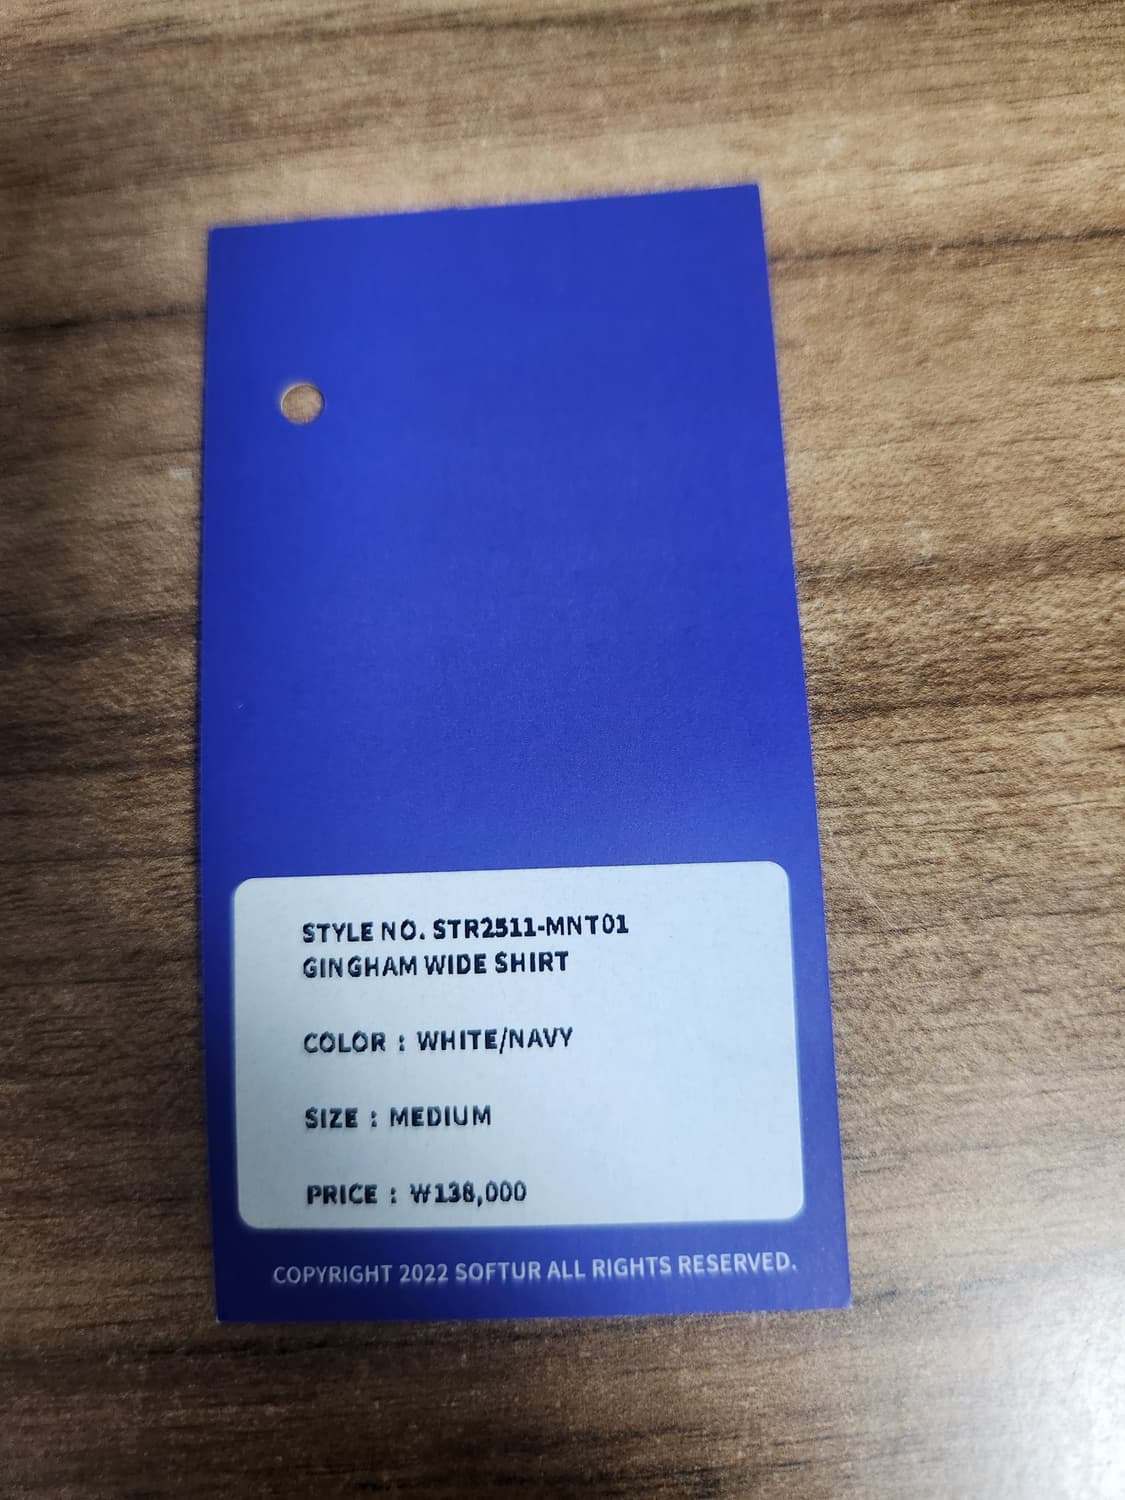 STYLE NO. STR2511-MNT01
GINGHAM WIDE SHIRT
COLOR : WHITE/NAVY
SIZE : MEDIUM
PRICE : ₩138,000
COPYRIGHT 2022 SOFTUR ALL RIGHTS RESERVED.